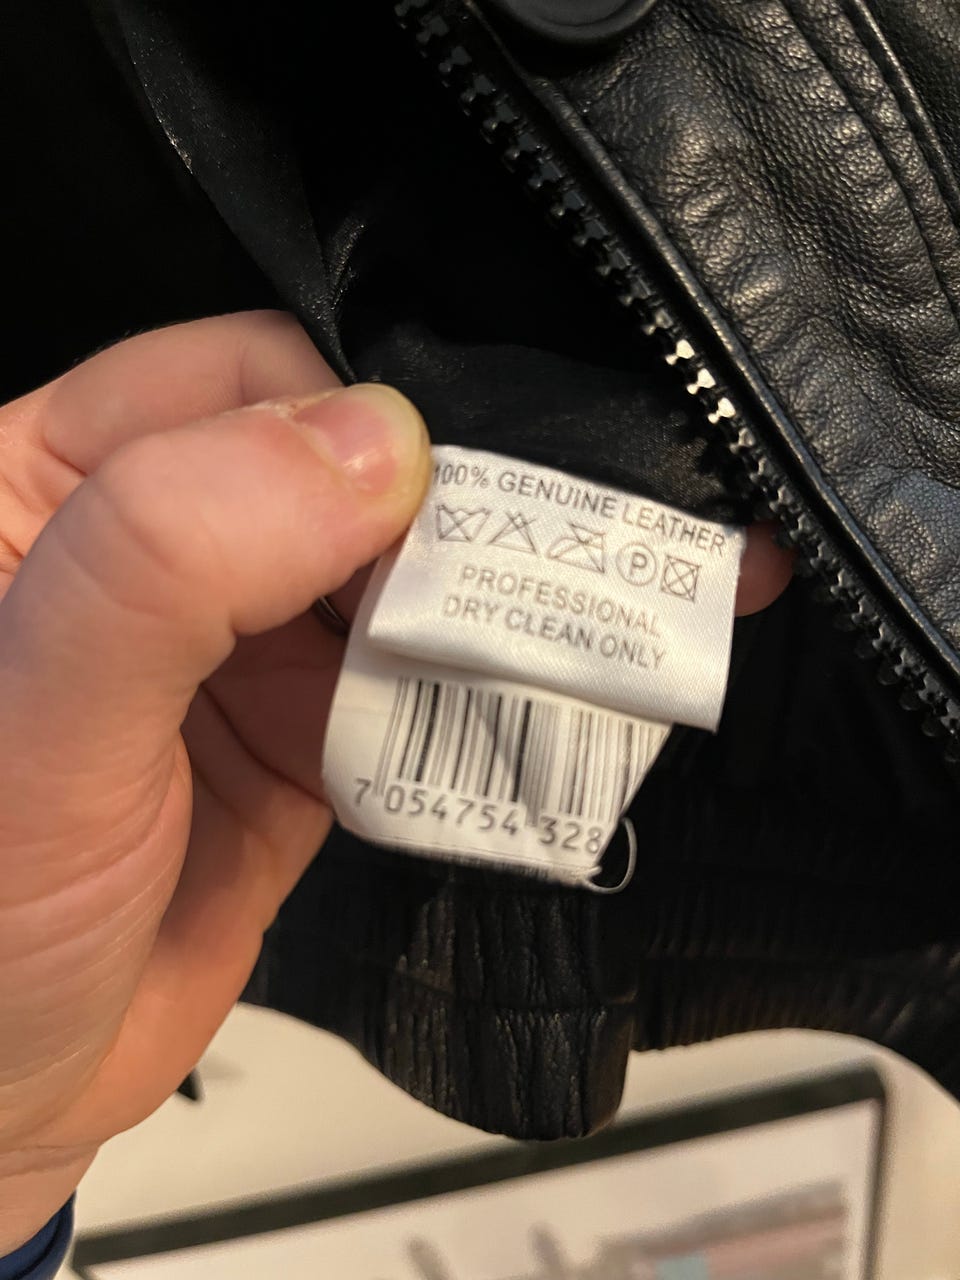 100% GENUINE LEATHER
P
PROFESSIONAL
DRY CLEAN ONLY
7 054754 328